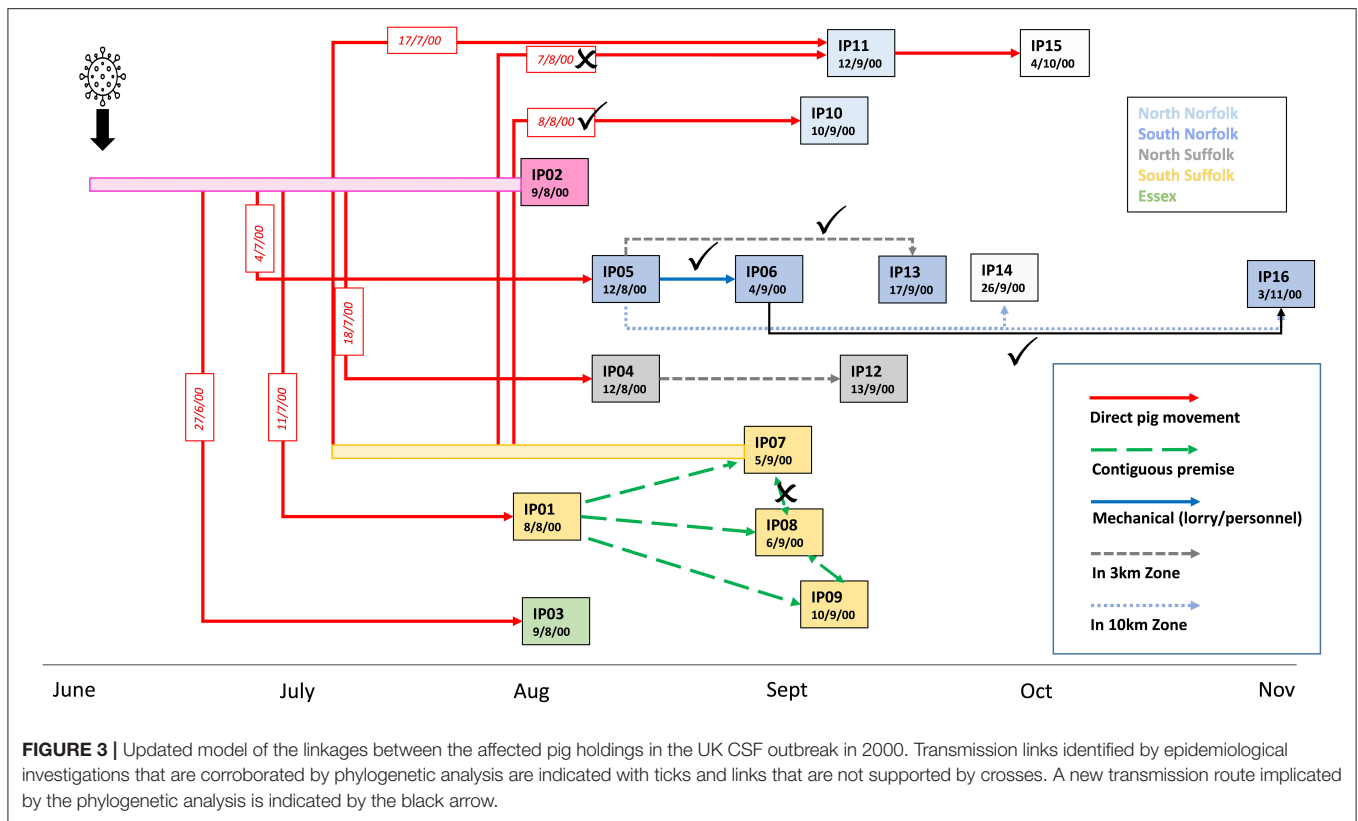 17/7/00
IP11
12/9/00
IP15
4/10/00
7/8/00
8/8/00
IP10
10/9/00
North Norfolk
South Norfolk
North Suffolk
South Suffolk
Essex
IP02
9/8/00
4/7/00
IP05
12/8/00
IP06
4/9/00
IP13
17/9/00
IP14
26/9/00
IP16
3/11/00
18/7/00
27/6/00
11/7/00
IP04
12/8/00
IP12
13/9/00
IP07
5/9/00
IP01
8/8/00
IP08
6/9/00
IP09
10/9/00
IP03
9/8/00
Direct pig movement
Contiguous premise
Mechanical (lorry/personnel)
In 3km Zone
In 10km Zone
June
July
Aug
Sept
Oct
Nov
FIGURE 3 | Updated model of the linkages between the affected pig holdings in the UK CSF outbreak in 2000. Transmission links identified by epidemiological
investigations that are corroborated by phylogenetic analysis are indicated with ticks and links that are not supported by crosses. A new transmission route implicated
by the phylogenetic analysis is indicated by the black arrow.